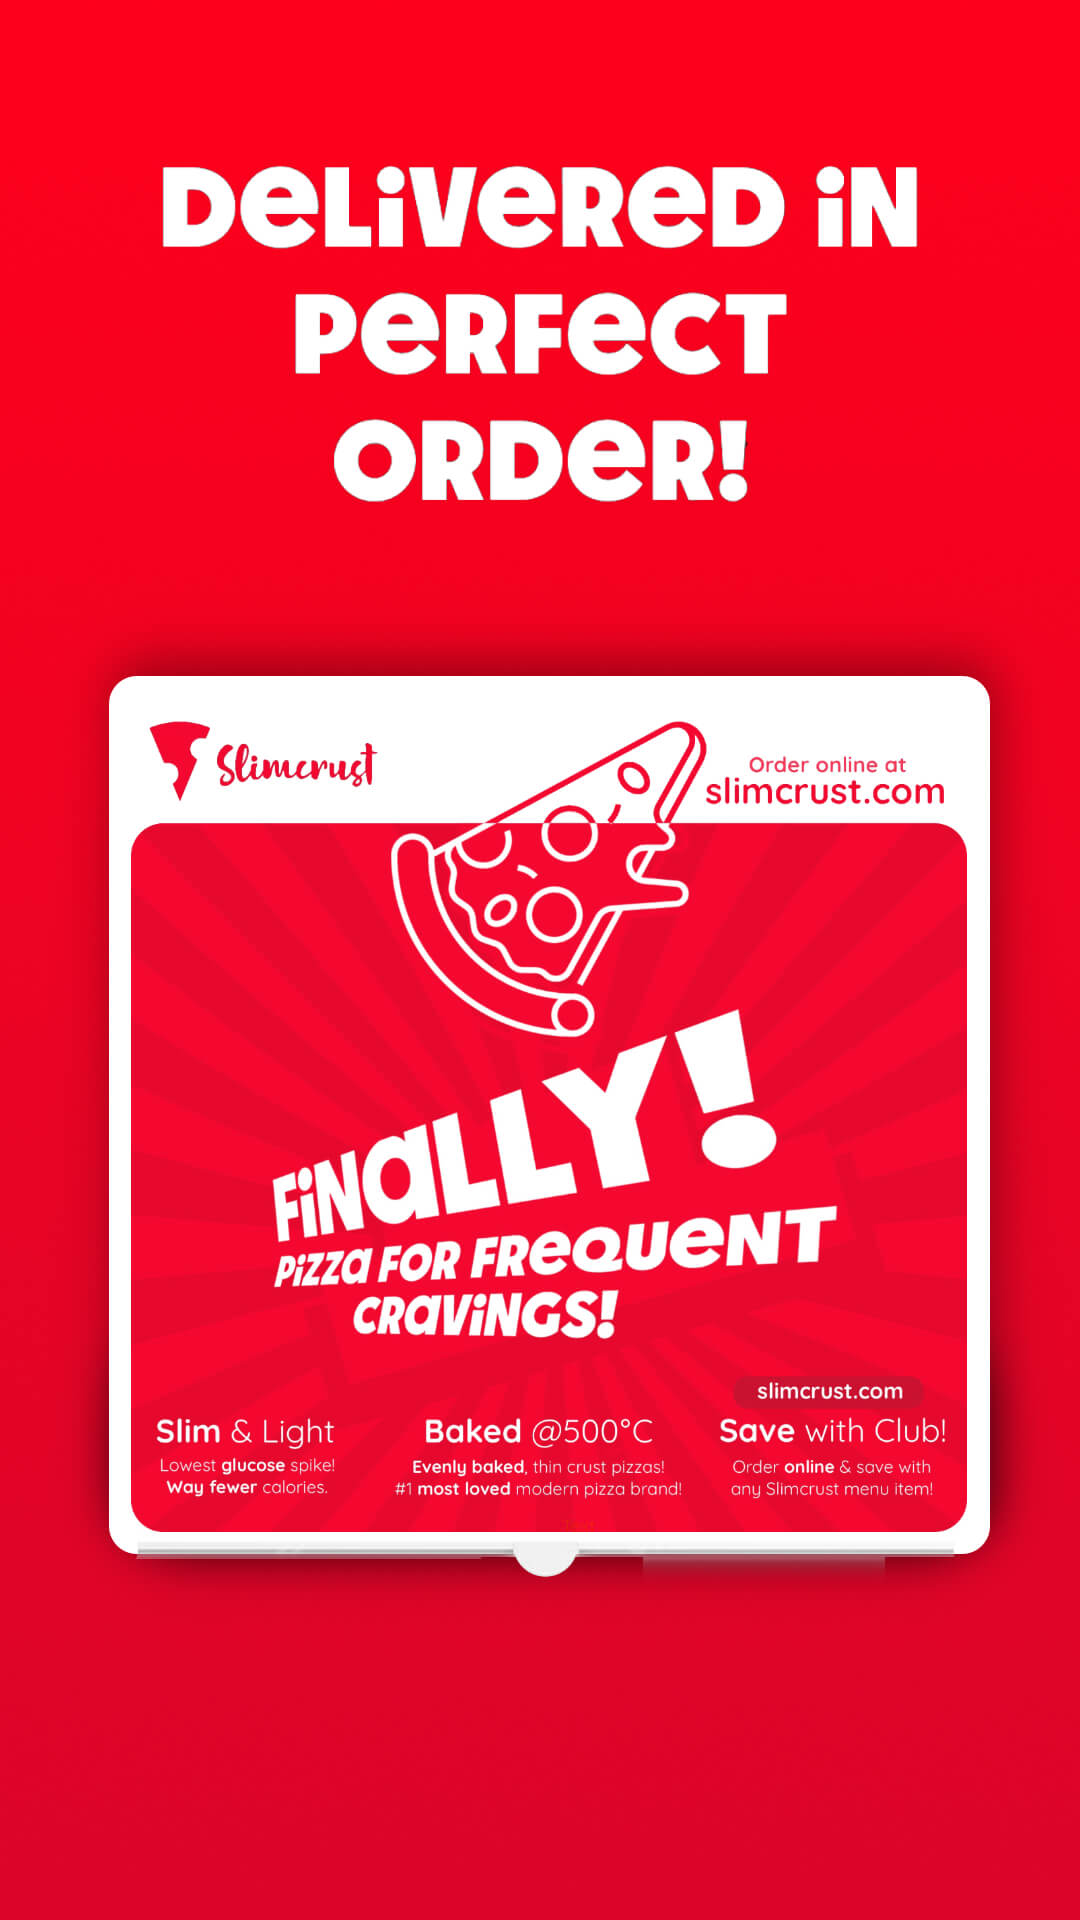 DeLiVeReD iN
PeRFeCT
ORDeR!
Slimcrust
Order online at
slimcrust.com
FiNaLLY!
PiZZa FOR FReQUeNT
CRaViNGS!
slimcrust.com
Slim & Light
Baked @500°C
Save with Club!
Lowest glucose spike!
Way fewer calories.
Evenly baked, thin crust pizzas!
#1 most loved modern pizza brand!
Order online & save with
any Slimcrust menu item!